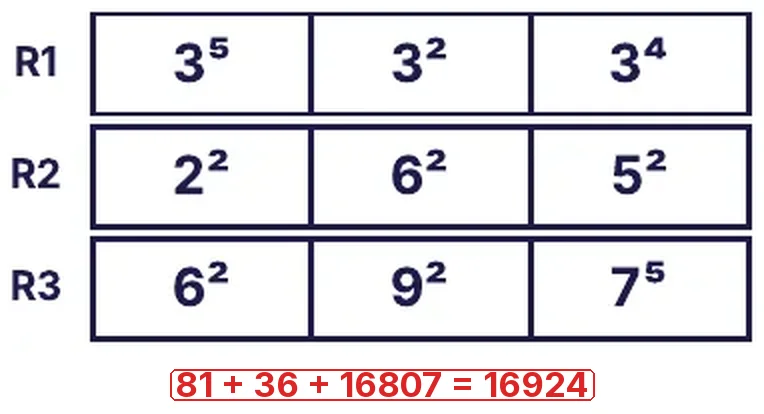 R1 3⁵ 3² 3⁴
R2 2² 6² 5²
R3 6² 9² 7⁵
81 + 36 + 16807 = 16924